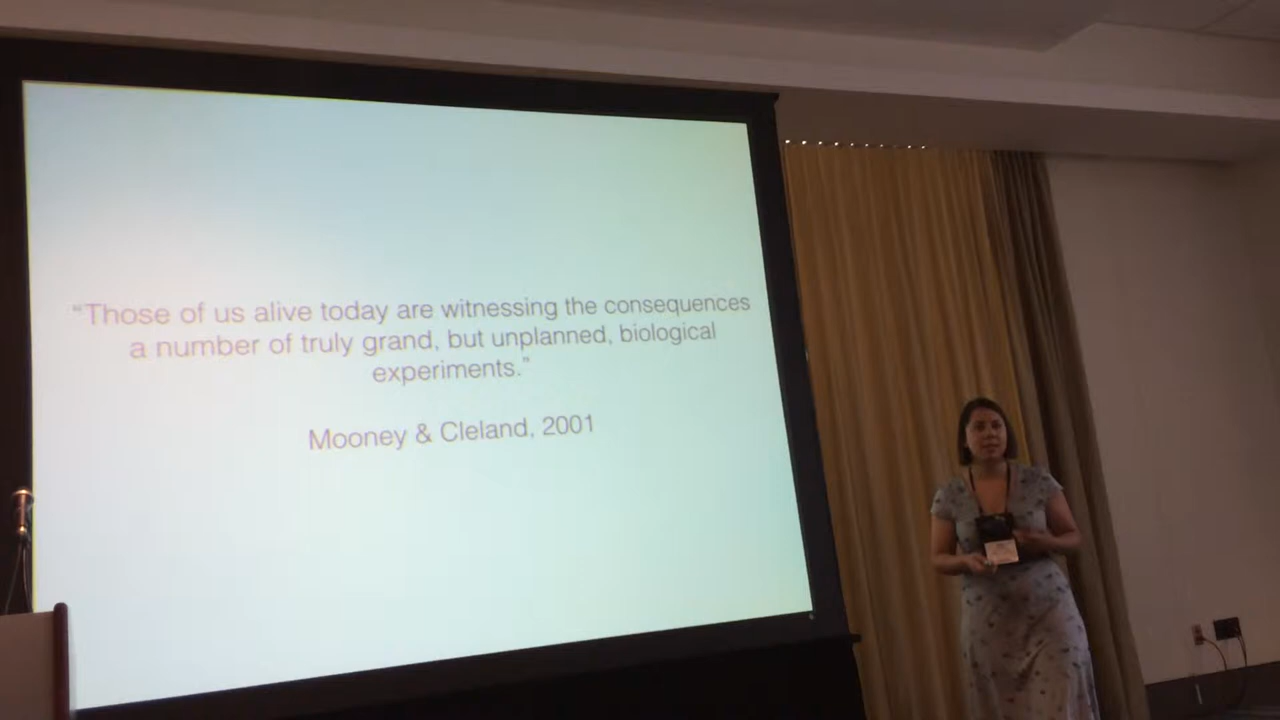 “Those of us alive today are witnessing the consequences
a number of truly grand, but unplanned, biological
experiments.”
Mooney & Cleland, 2001